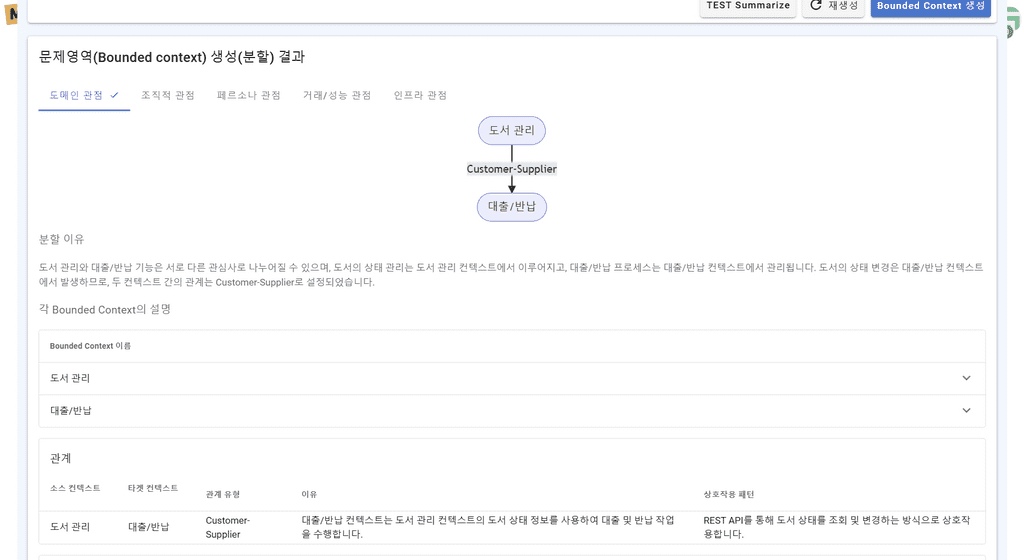 TEST Summarize
재생성
Bounded Context 생성
문제영역(Bounded context) 생성(분할) 결과
도메인 관점
조직적 관점
페르소나 관점
거래/성능 관점
인프라 관점
도서 관리
Customer-Supplier
대출/반납
분할 이유
도서 관리와 대출/반납 기능은 서로 다른 관심사로 나누어질 수 있으며, 도서의 상태 관리는 도서 관리 컨텍스트에서 이루어지고, 대출/반납 프로세스는 대출/반납 컨텍스트에서 관리됩니다. 도서의 상태 변경은 대출/반납 컨텍스트
에서 발생하므로, 두 컨텍스트 간의 관계는 Customer-Supplier로 설정되었습니다.
각 Bounded Context의 설명
Bounded Context 이름
도서 관리
대출/반납
관계
소스 컨텍스트
타겟 컨텍스트
관계 유형
이유
상호작용 패턴
도서 관리
대출/반납
Customer-
Supplier
대출/반납 컨텍스트는 도서 관리 컨텍스트의 도서 상태 정보를 사용하여 대출 및 반납 작업
을 수행합니다.
REST API를 통해 도서 상태를 조회 및 변경하는 방식으로 상호작
용합니다.